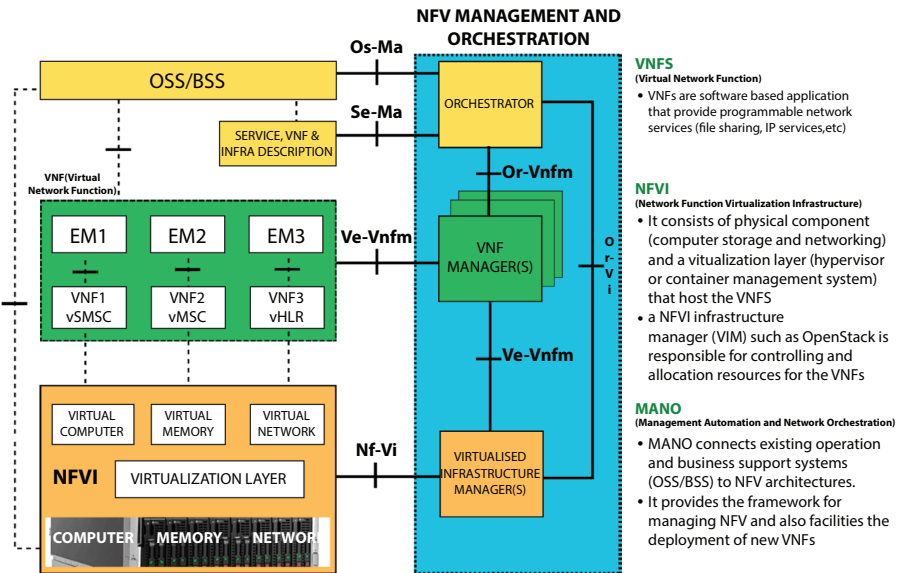 NFV MANAGEMENT AND
ORCHESTRATION
Os-Ma
OSS/BSS
ORCHESTRATOR
Se-Ma
SERVICE, VNF &
INFRA DESCRIPTION
VNF(Virtual
Network Function)
Or-Vnfm
EM1
EM2
EM3
Ve-Vnfm
VNF
MANAGER(S)
O
r-
V
i
VNF1
vSMSC
VNF2
vMSC
VNF3
vHLR
Ve-Vnfm
VIRTUAL
COMPUTER
VIRTUAL
MEMORY
VIRTUAL
NETWORK
Nf-Vi
VIRTUALISED
INFRASTRUCTURE
MANAGER(S)
NFVI
VIRTUALIZATION LAYER
COMPUTER
MEMORY
NETWORK
VNFS
(Virtual Network Function)
• VNFs are software based application
that provide programmable network
services (file sharing, IP services,etc)
NFVI
(Network Function Virtualization Infrastructure)
• It consists of physical component
(computer storage and networking)
and a vitualization layer (hypervisor
or container management system)
that host the VNFS
• a NFVI infrastructure
manager (VIM) such as OpenStack is
responsible for controlling and
allocation resources for the VNFs
MANO
(Management Automation and Network Orchestration)
• MANO connects existing operation
and business support systems
(OSS/BSS) to NFV architectures.
• It provides the framework for
managing NFV and also facilities the
deployment of new VNFs